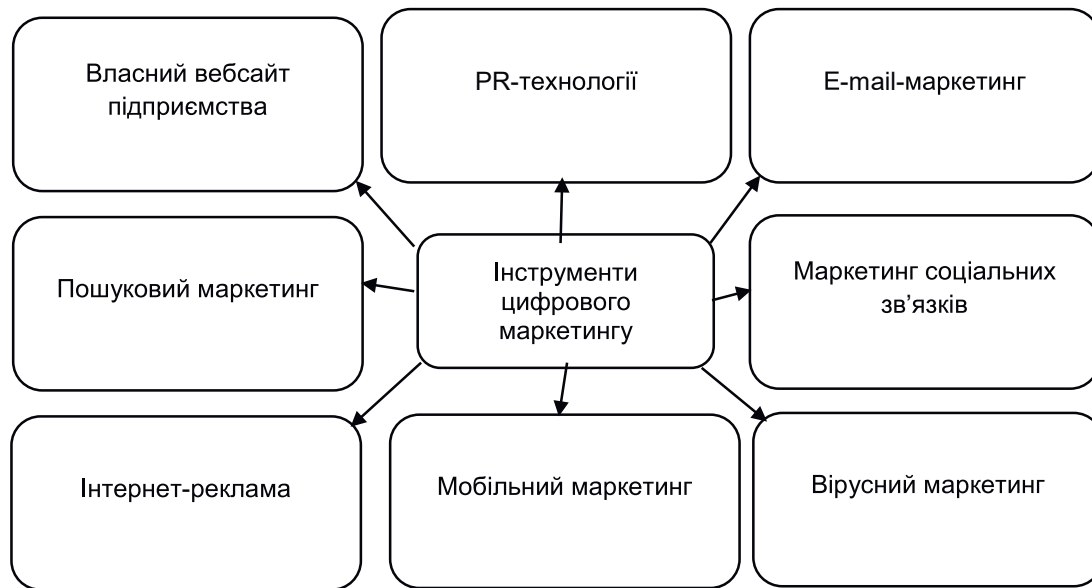 Власний вебсайт
підприємства
PR-технології
E-mail-маркетинг
Пошуковий маркетинг
Інструменти
цифрового
маркетингу
Маркетинг соціальних
зв’язків
Інтернет-реклама
Мобільний маркетинг
Вірусний маркетинг